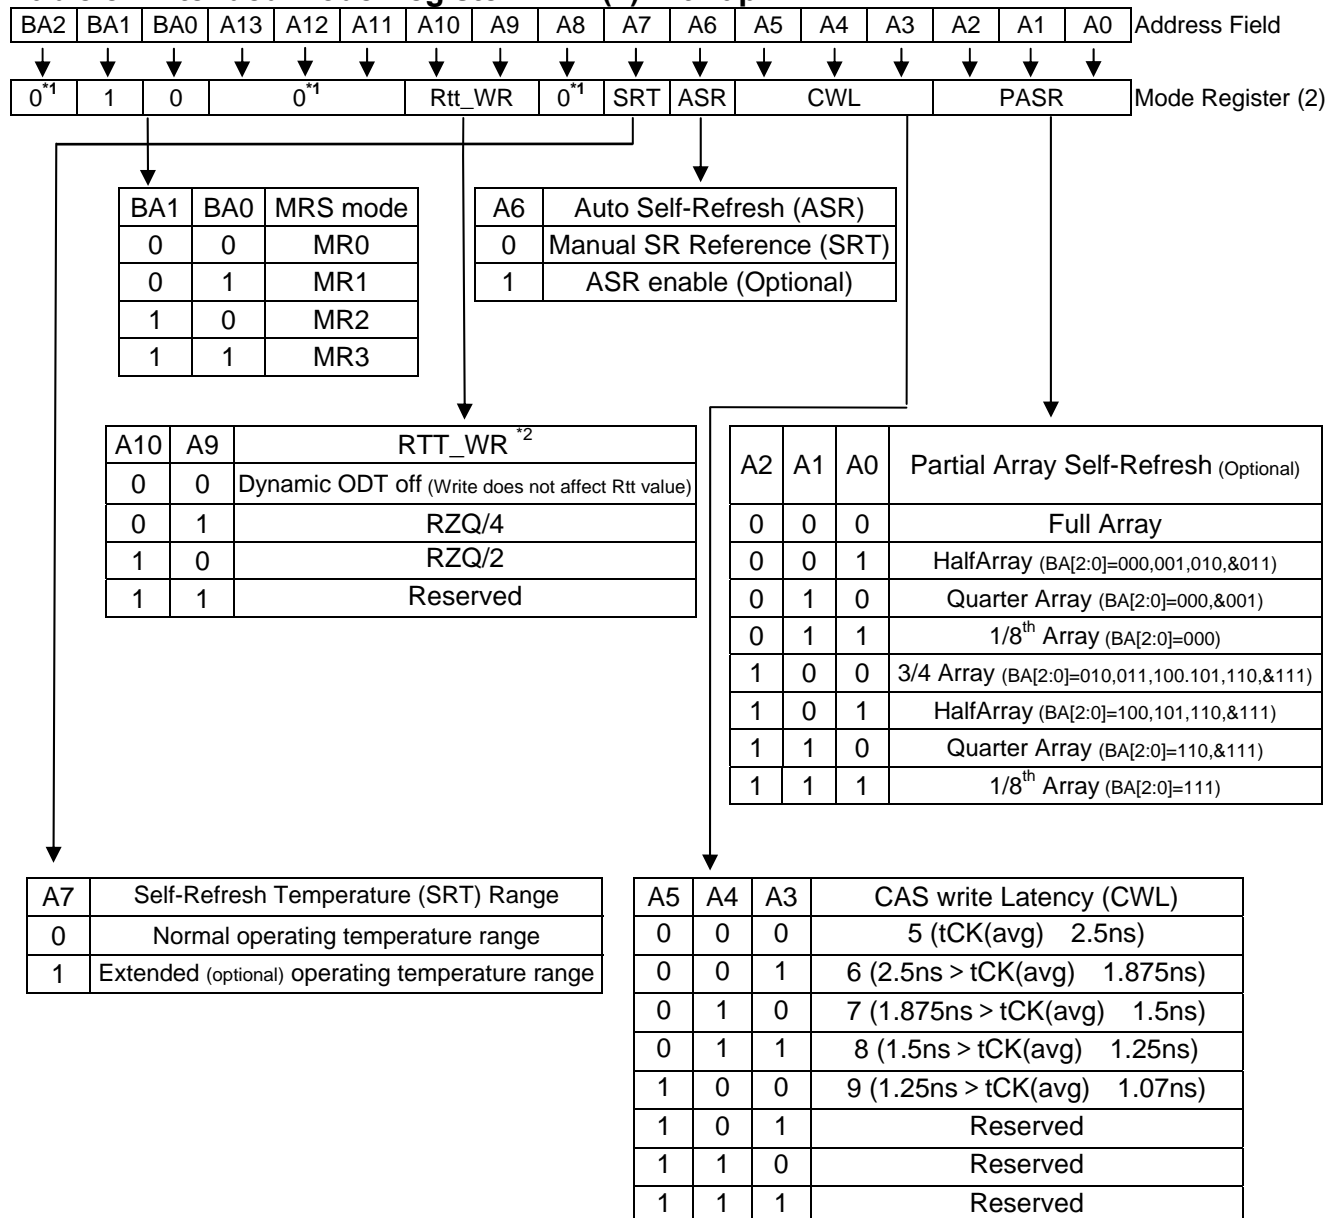 BA2 BA1 BA0 A13 A12 A11 A10 A9 A8 A7 A6 A5 A4 A3 A2 A1 A0 Address Field
0*1 1 0 0*1 Rtt_WR 0*1 SRT ASR CWL PASR Mode Register (2)
BA1 BA0 MRS mode
0 0 MR0
0 1 MR1
1 0 MR2
1 1 MR3
A6 Auto Self-Refresh (ASR)
0 Manual SR Reference (SRT)
1 ASR enable (Optional)
A10 A9 RTT_WR *2
0 0 Dynamic ODT off (Write does not affect Rtt value)
0 1 RZQ/4
1 0 RZQ/2
1 1 Reserved
A2 A1 A0 Partial Array Self-Refresh (Optional)
0 0 0 Full Array
0 0 1 HalfArray (BA[2:0]=000,001,010,&011)
0 1 0 Quarter Array (BA[2:0]=000,&001)
0 1 1 1/8th Array (BA[2:0]=000)
1 0 0 3/4 Array (BA[2:0]=010,011,100.101,110,&111)
1 0 1 HalfArray (BA[2:0]=100,101,110,&111)
1 1 0 Quarter Array (BA[2:0]=110,&111)
1 1 1 1/8th Array (BA[2:0]=111)
A7 Self-Refresh Temperature (SRT) Range
0 Normal operating temperature range
1 Extended (optional) operating temperature range
A5 A4 A3 CAS write Latency (CWL)
0 0 0 5 (tCK(avg) 2.5ns)
0 0 1 6 (2.5ns > tCK(avg) 1.875ns)
0 1 0 7 (1.875ns > tCK(avg) 1.5ns)
0 1 1 8 (1.5ns > tCK(avg) 1.25ns)
1 0 0 9 (1.25ns > tCK(avg) 1.07ns)
1 0 1 Reserved
1 1 0 Reserved
1 1 1 Reserved